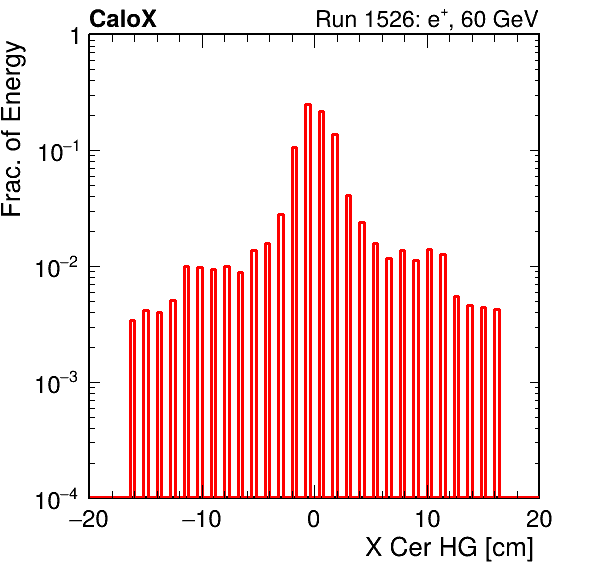 CaloX Run 1526: e⁺, 60 GeV
Frac. of Energy
1
10⁻¹
10⁻²
10⁻³
10⁻⁴
−20 −10 0 10 20
X Cer HG [cm]